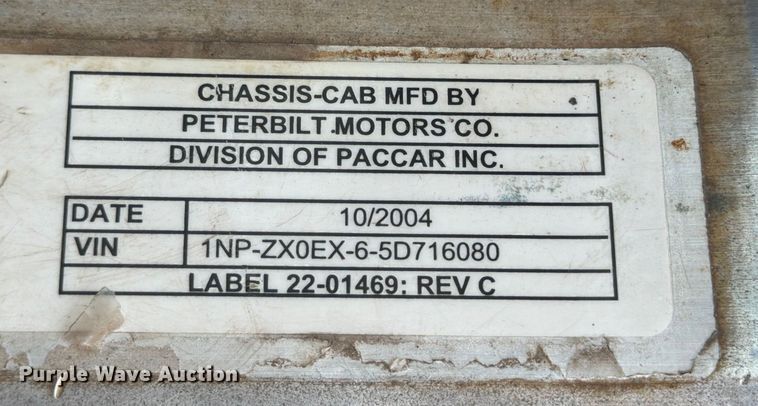 CHASSIS-CAB MFD BY
PETERBILT MOTORS CO.
DIVISION OF PACCAR INC.
DATE 10/2004
VIN 1NP-ZX0EX-6-5D716080
LABEL 22-01469: REV C
Purple Wave Auction